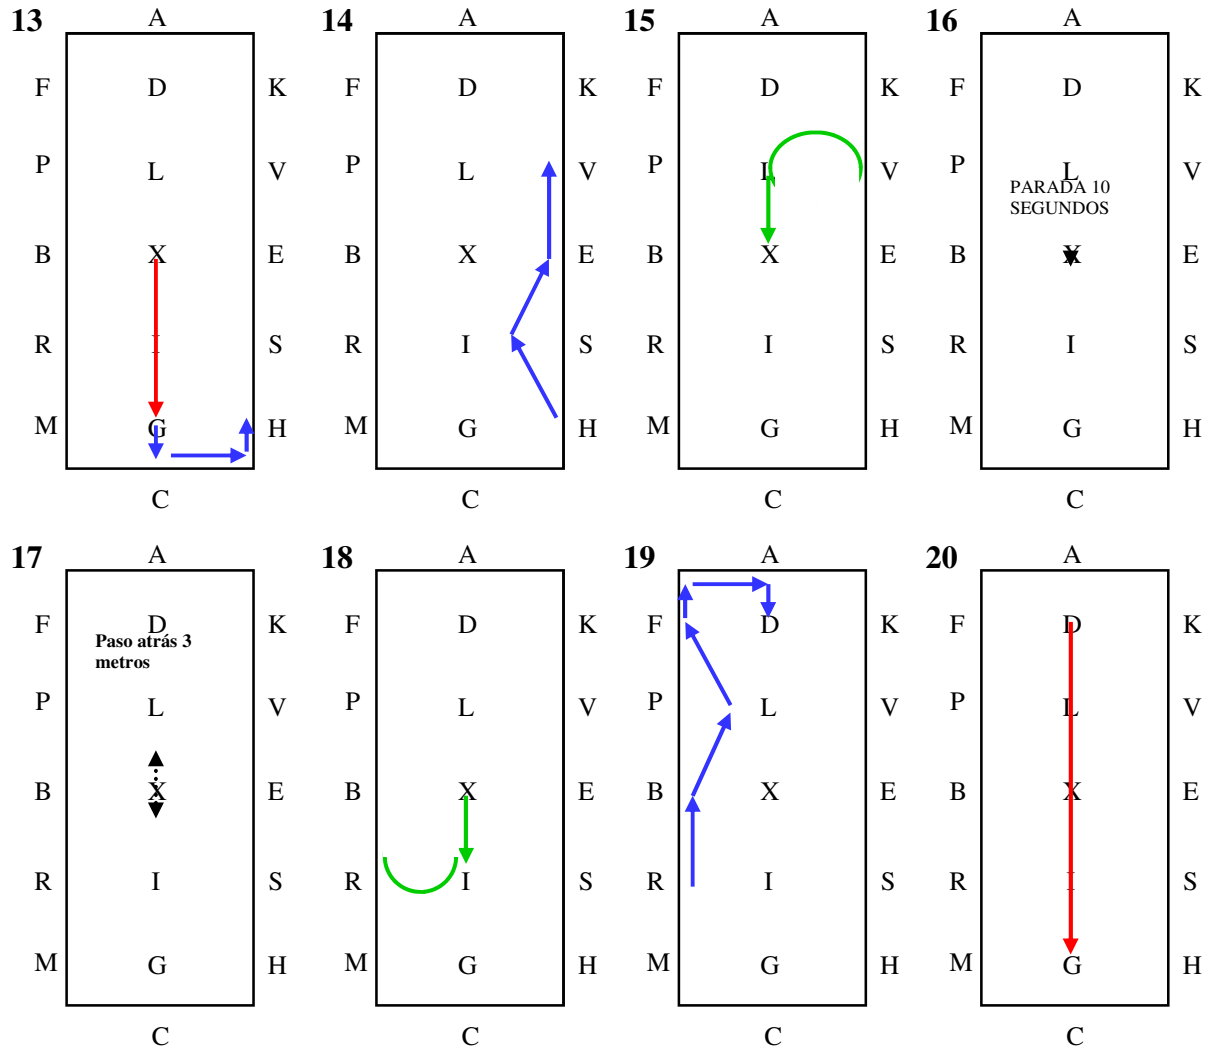 13 A 14 A 15 A 16 A
F D K F D K F D K F D K
P L V P L V P L V P L V
PARADA 10
SEGUNDOS
B X E B X E B X E B X E
R I S R I S R I S R I S
M G H M G H M G H M G H
C C C C
17 A 18 A 19 A 20 A
F D K F D K F D K F D K
Paso atrás 3
metros
P L V P L V P L V P L V
B X E B X E B X E B X E
R I S R I S R I S R I S
M G H M G H M G H M G H
C C C C